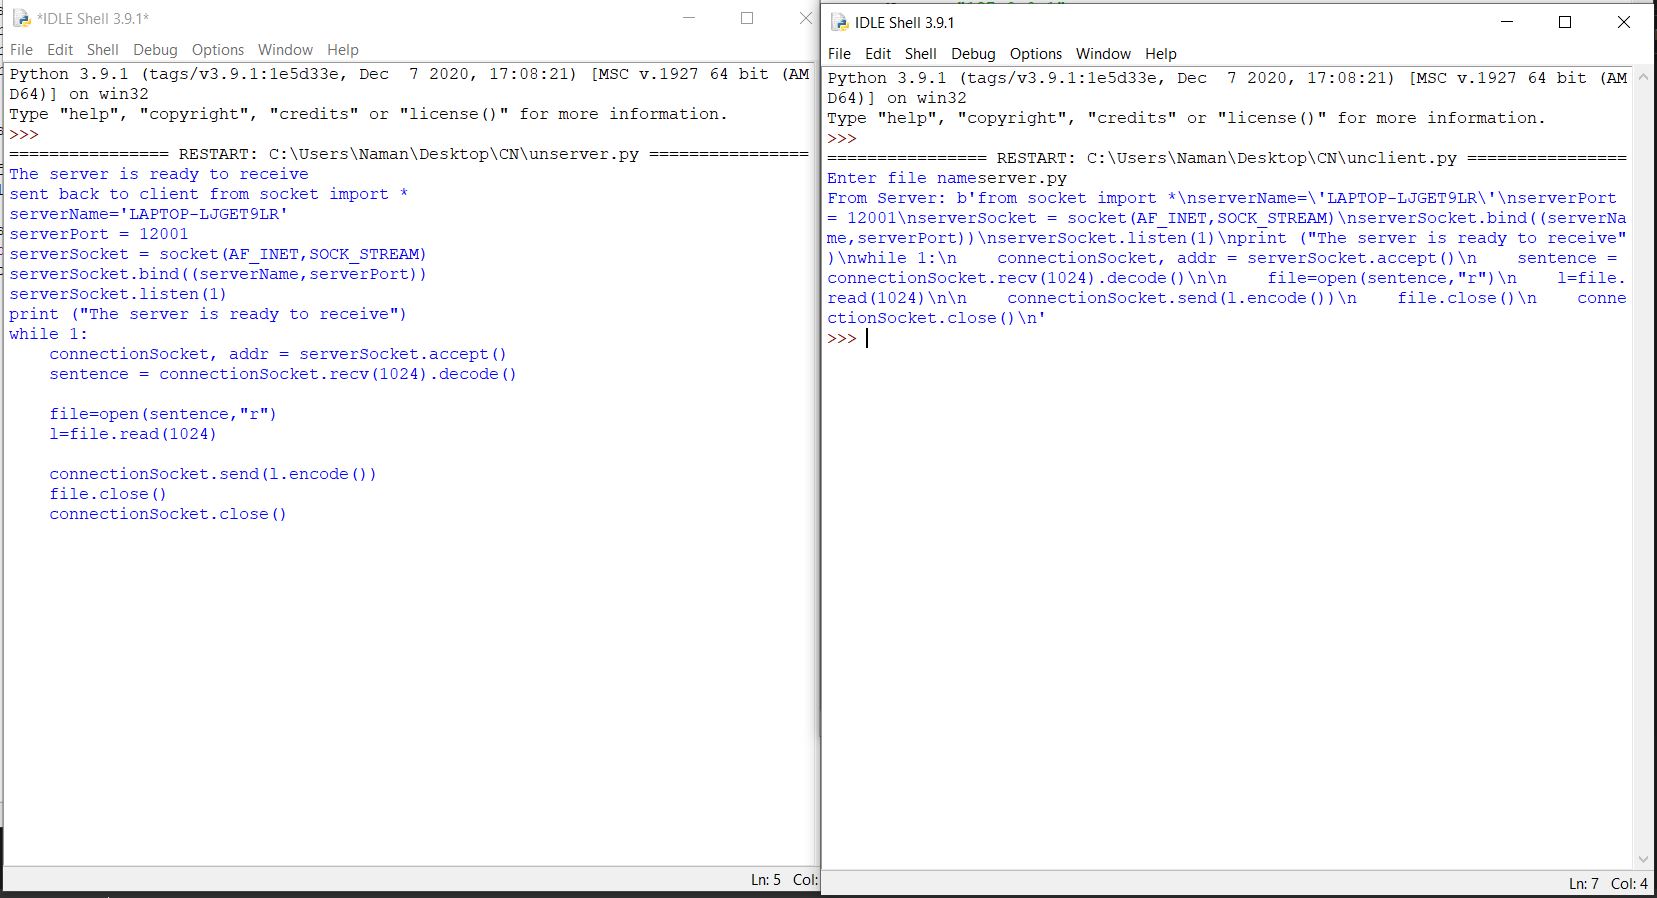 *IDLE Shell 3.9.1*
File Edit Shell Debug Options Window Help
Python 3.9.1 (tags/v3.9.1:1e5d33e, Dec  7 2020, 17:08:21) [MSC v.1927 64 bit (AM
D64)] on win32
Type "help", "copyright", "credits" or "license()" for more information.
>>>
================ RESTART: C:\Users\Naman\Desktop\CN\unserver.py ================
The server is ready to receive
sent back to client from socket import *
serverName='LAPTOP-LJGET9LR'
serverPort = 12001
serverSocket = socket(AF_INET,SOCK_STREAM)
serverSocket.bind((serverName,serverPort))
serverSocket.listen(1)
print ("The server is ready to receive")
while 1:
    connectionSocket, addr = serverSocket.accept()
    sentence = connectionSocket.recv(1024).decode()
    file=open(sentence,"r")
    l=file.read(1024)
    connectionSocket.send(l.encode())
    file.close()
    connectionSocket.close()
Ln: 5 Col:
IDLE Shell 3.9.1
File Edit Shell Debug Options Window Help
Python 3.9.1 (tags/v3.9.1:1e5d33e, Dec  7 2020, 17:08:21) [MSC v.1927 64 bit (AM
D64)] on win32
Type "help", "copyright", "credits" or "license()" for more information.
>>>
================ RESTART: C:\Users\Naman\Desktop\CN\unclient.py ================
Enter file nameserver.py
From Server: b'from socket import *\nserverName=\'LAPTOP-LJGET9LR\'\nserverPort
= 12001\nserverSocket = socket(AF_INET,SOCK_STREAM)\nserverSocket.bind((serverNa
me,serverPort))\nserverSocket.listen(1)\nprint ("The server is ready to receive"
)\nwhile 1:\n    connectionSocket, addr = serverSocket.accept()\n    sentence =
connectionSocket.recv(1024).decode()\n\n    file=open(sentence,"r")\n    l=file.
read(1024)\n\n    connectionSocket.send(l.encode())\n    file.close()\n    conne
ctionSocket.close()\n'
>>>
Ln: 7 Col: 4